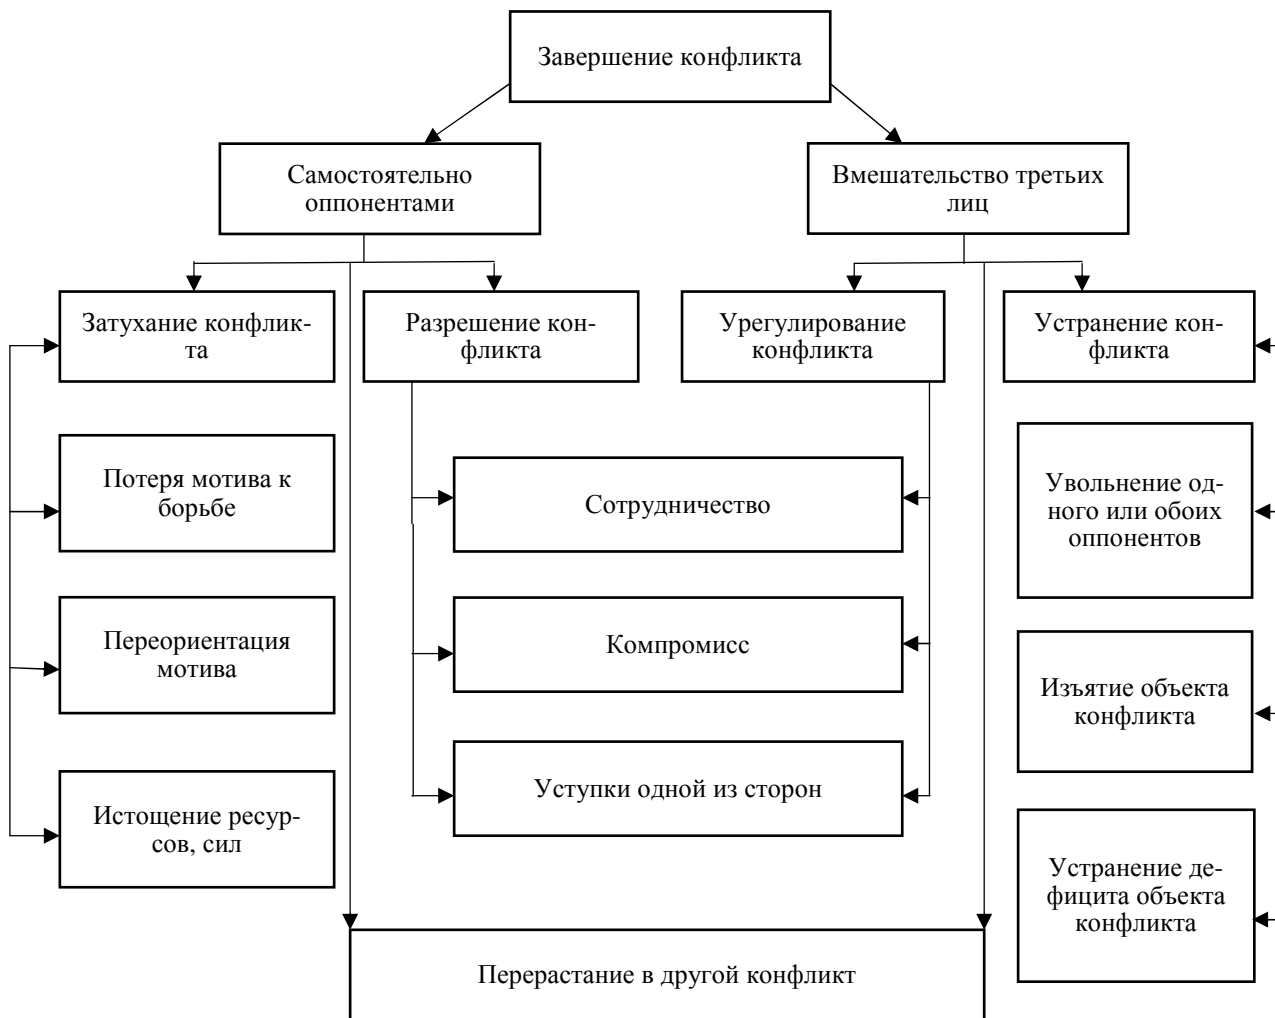 Завершение конфликта
Самостоятельно
оппонентами
Вмешательство третьих
лиц
Затухание конфлик-
та
Разрешение кон-
фликта
Урегулирование
конфликта
Устранение кон-
фликта
Потеря мотива к
борьбе
Сотрудничество
Увольнение од-
ного или обоих
оппонентов
Переориентация
мотива
Компромисс
Изъятие объекта
конфликта
Истощение ресур-
сов, сил
Уступки одной из сторон
Устранение де-
фицита объекта
конфликта
Перерастание в другой конфликт